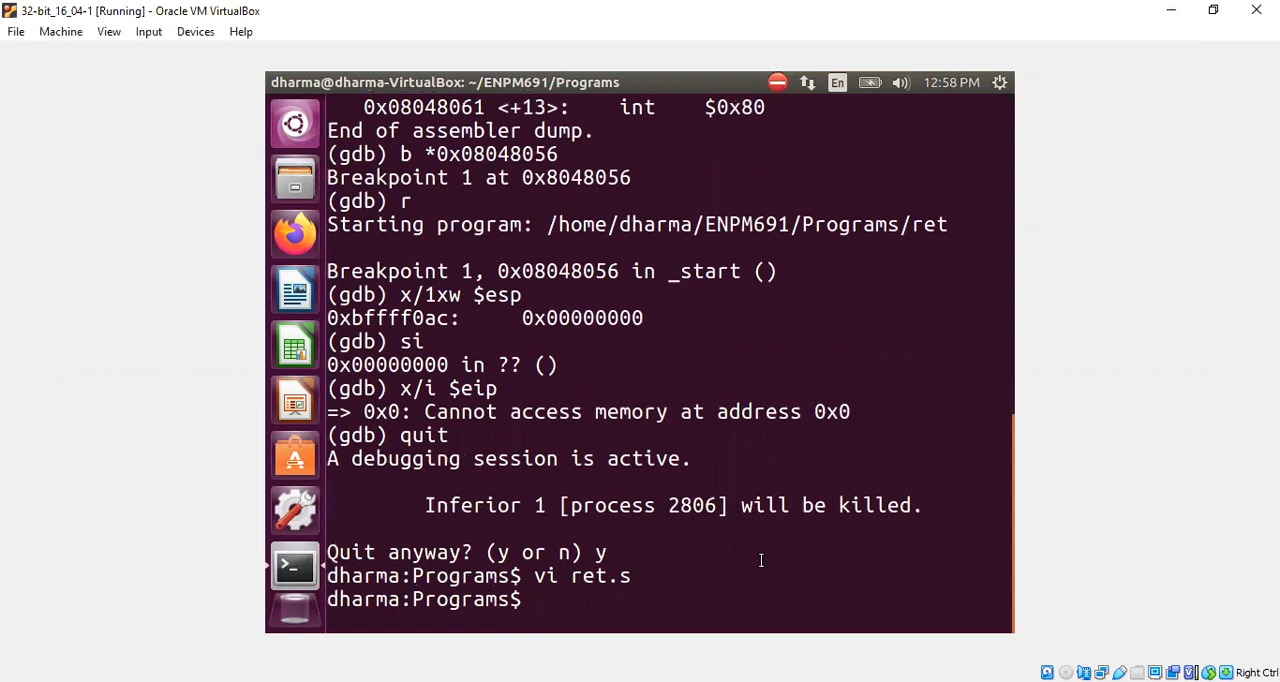 32-bit_16_04-1 [Running] - Oracle VM VirtualBox
File Machine View Input Devices Help
dharma@dharma-VirtualBox: ~/ENPM691/Programs En 12:58 PM
0x08048061 <+13>: int $0x80
End of assembler dump.
(gdb) b *0x08048056
Breakpoint 1 at 0x8048056
(gdb) r
Starting program: /home/dharma/ENPM691/Programs/ret
Breakpoint 1, 0x08048056 in _start ()
(gdb) x/1xw $esp
0xbffff0ac: 0x00000000
(gdb) si
0x00000000 in ?? ()
(gdb) x/i $eip
=> 0x0: Cannot access memory at address 0x0
(gdb) quit
A debugging session is active.
Inferior 1 [process 2806] will be killed.
Quit anyway? (y or n) y
dharma:Programs$ vi ret.s
dharma:Programs$
Right Ctrl